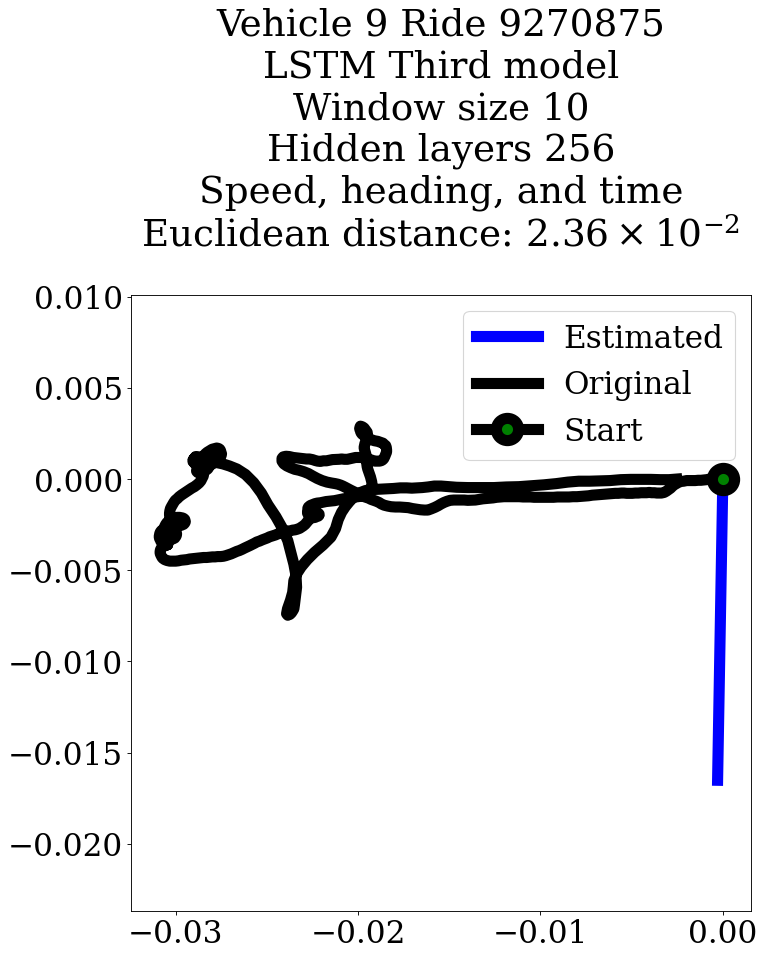 Vehicle 9 Ride 9270875
LSTM Third model
Window size 10
Hidden layers 256
Speed, heading, and time
Euclidean distance: 2.36 × 10⁻²
Estimated
Original
Start
0.010
0.005
0.000
−0.005
−0.010
−0.015
−0.020
−0.03 −0.02 −0.01 0.00